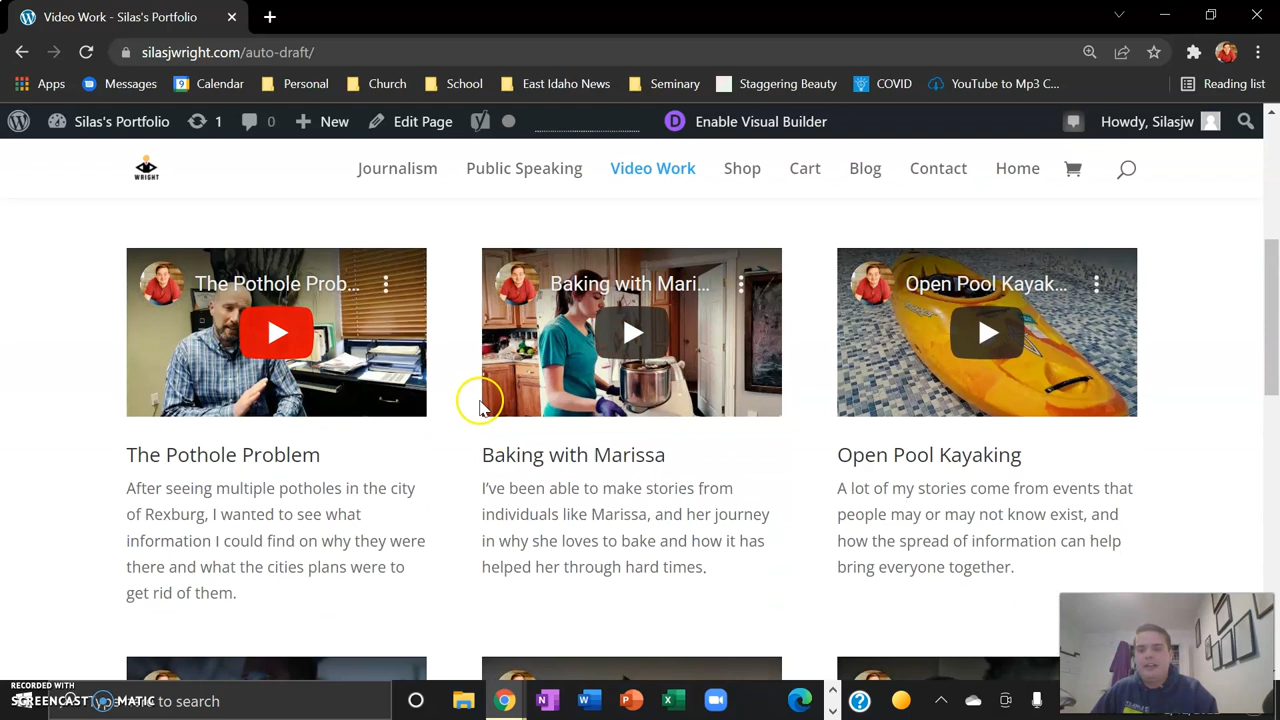 Video Work - Silas's Portfolio
silasjwright.com/auto-draft/
Apps Messages Calendar Personal Church School East Idaho News Seminary Staggering Beauty COVID YouTube to Mp3 C... Reading list
Silas's Portfolio 1 0 New Edit Page Enable Visual Builder Howdy, Silasjw
WRIGHT Journalism Public Speaking Video Work Shop Cart Blog Contact Home
The Pothole Prob... Baking with Mari... Open Pool Kayak...
The Pothole Problem
After seeing multiple potholes in the city
of Rexburg, I wanted to see what
information I could find on why they were
there and what the cities plans were to
get rid of them.
Baking with Marissa
I've been able to make stories from
individuals like Marissa, and her journey
in why she loves to bake and how it has
helped her through hard times.
Open Pool Kayaking
A lot of my stories come from events that
people may or may not know exist, and
how the spread of information can help
bring everyone together.
RECORDED WITH
SCREENCAST MATIC
here to search